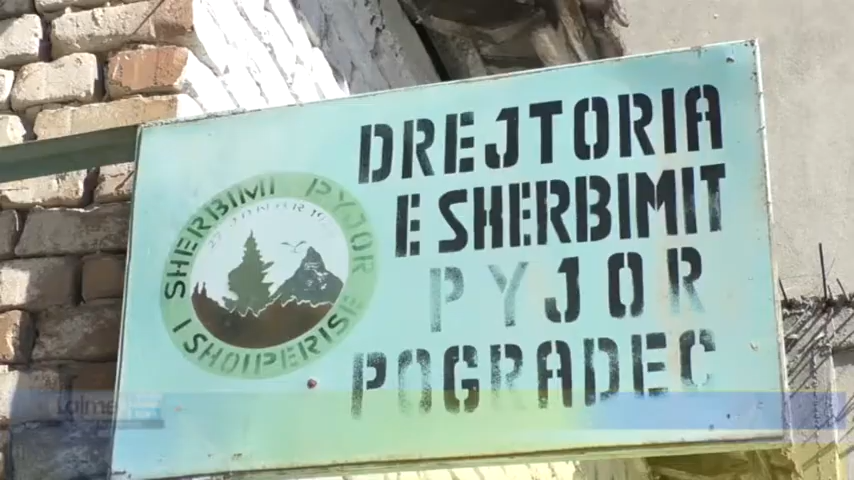 DREJTORIA
E SHERBIMIT
PYJOR
POGRADEC
SHERBIMI PYJOR
I SHQIPERISE